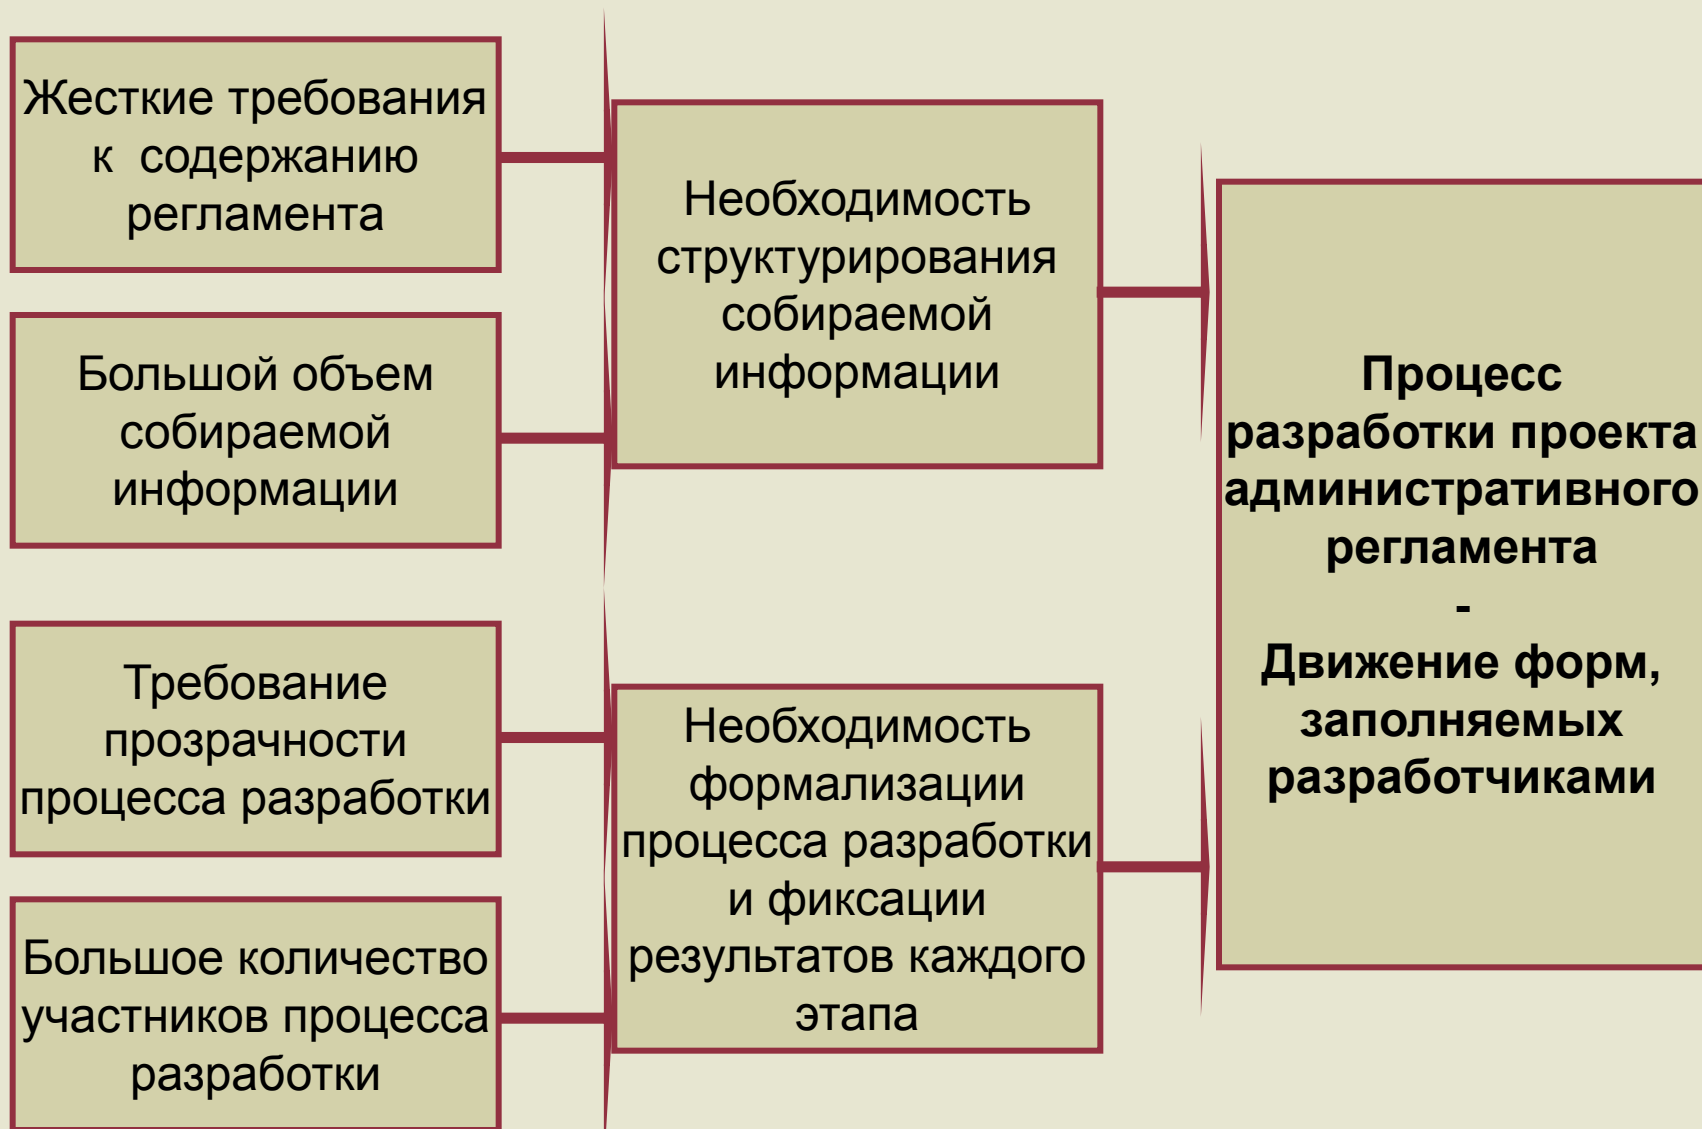 Жесткие требования
к содержанию
регламента
Большой объем
собираемой
информации
Требование
прозрачности
процесса разработки
Большое количество
участников процесса
разработки
Необходимость
структурирования
собираемой
информации
Необходимость
формализации
процесса разработки
и фиксации
результатов каждого
этапа
Процесс
разработки проекта
административного
регламента
-
Движение форм,
заполняемых
разработчиками